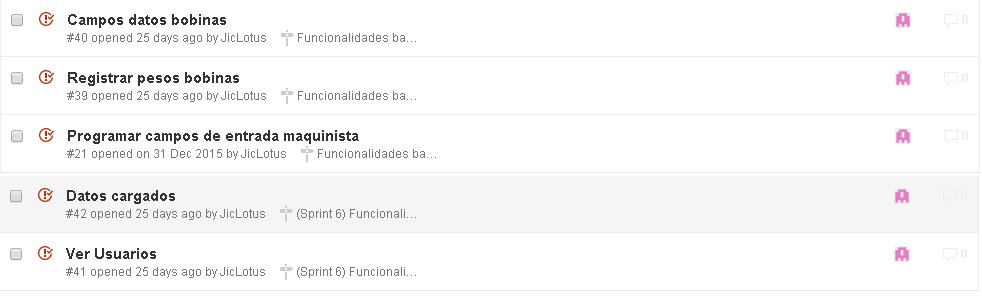 Campos datos bobinas
0
#40 opened 25 days ago by JicLotus Funcionalidades ba...
Registrar pesos bobinas
0
#39 opened 25 days ago by JicLotus Funcionalidades ba...
Programar campos de entrada maquinista
0
#21 opened on 31 Dec 2015 by JicLotus Funcionalidades ba...
Datos cargados
0
#42 opened 25 days ago by JicLotus (Sprint 6) Funcionali...
Ver Usuarios
0
#41 opened 25 days ago by JicLotus (Sprint 6) Funcionali...